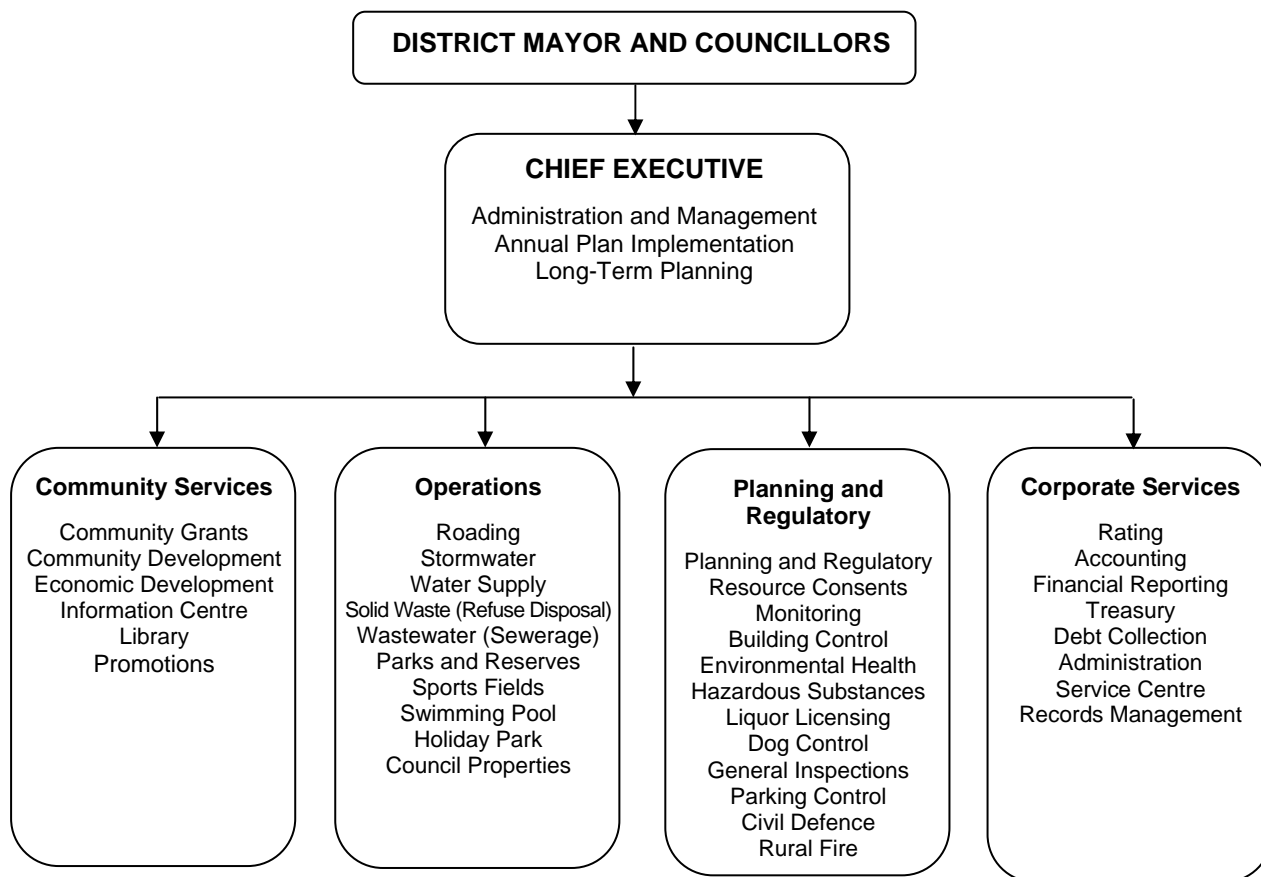 DISTRICT MAYOR AND COUNCILLORS
CHIEF EXECUTIVE
Administration and Management
Annual Plan Implementation
Long-Term Planning
Community Services
Community Grants
Community Development
Economic Development
Information Centre
Library
Promotions
Operations
Roading
Stormwater
Water Supply
Solid Waste (Refuse Disposal)
Wastewater (Sewerage)
Parks and Reserves
Sports Fields
Swimming Pool
Holiday Park
Council Properties
Planning and
Regulatory
Planning and Regulatory
Resource Consents
Monitoring
Building Control
Environmental Health
Hazardous Substances
Liquor Licensing
Dog Control
General Inspections
Parking Control
Civil Defence
Rural Fire
Corporate Services
Rating
Accounting
Financial Reporting
Treasury
Debt Collection
Administration
Service Centre
Records Management